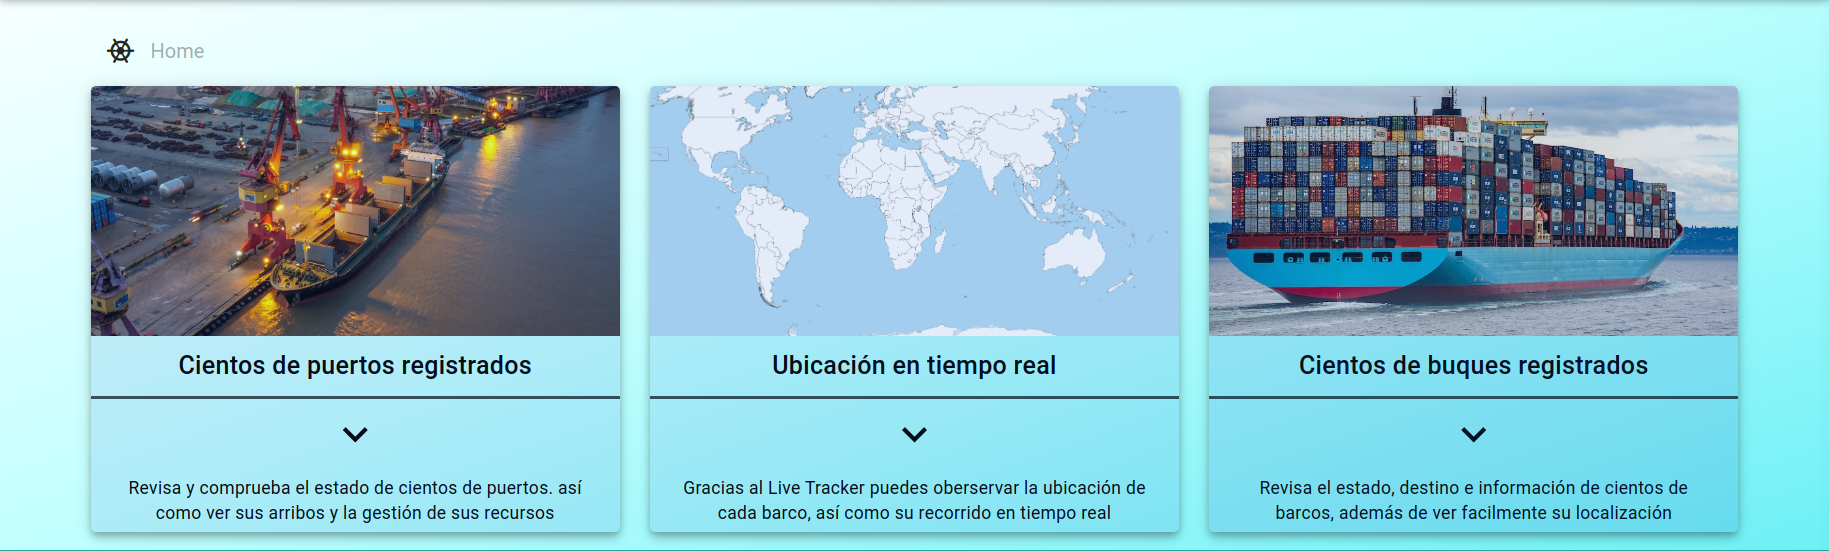 Home
Cientos de puertos registrados
Revisa y comprueba el estado de cientos de puertos. así
como ver sus arribos y la gestión de sus recursos
Ubicación en tiempo real
Gracias al Live Tracker puedes oberservar la ubicación de
cada barco, así como su recorrido en tiempo real
Cientos de buques registrados
Revisa el estado, destino e información de cientos de
barcos, además de ver facilmente su localización